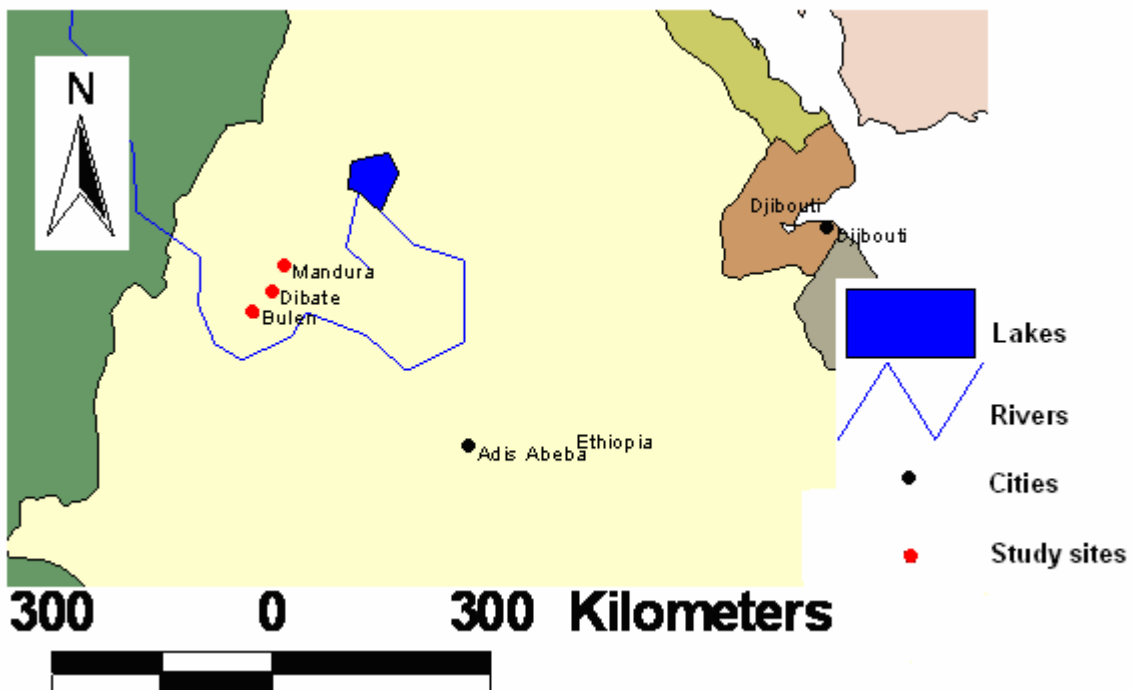 N
Djibouti
Djibouti
Mandura
Dibate
Bulen
Lakes
Rivers
Adis Abeba
Ethiopia
Cities
Study sites
300 0 300 Kilometers